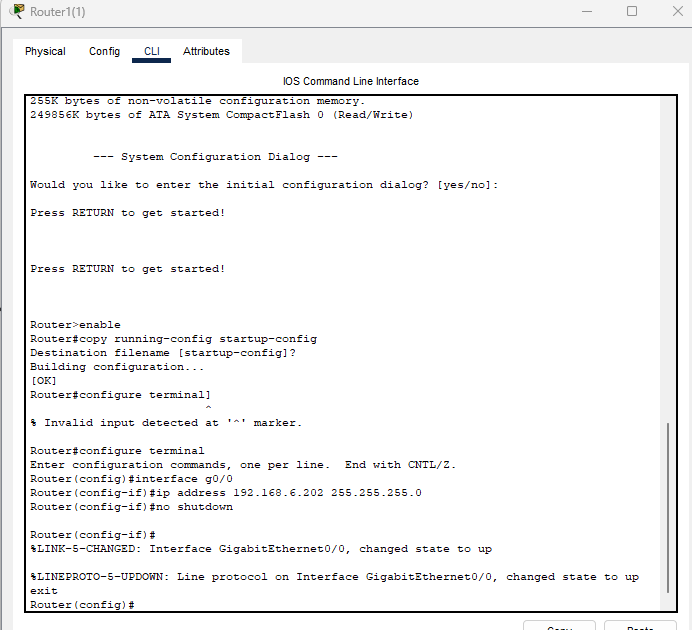 Router1(1)
Physical Config CLI Attributes
IOS Command Line Interface
255K bytes of non-volatile configuration memory.
249856K bytes of ATA System CompactFlash 0 (Read/Write)
--- System Configuration Dialog ---
Would you like to enter the initial configuration dialog? [yes/no]:
Press RETURN to get started!
Press RETURN to get started!
Router>enable
Router#copy running-config startup-config
Destination filename [startup-config]?
Building configuration...
[OK]
Router#configure terminal]
^
% Invalid input detected at '^' marker.
Router#configure terminal
Enter configuration commands, one per line.  End with CNTL/Z.
Router(config)#interface g0/0
Router(config-if)#ip address 192.168.6.202 255.255.255.0
Router(config-if)#no shutdown
Router(config-if)#
%LINK-5-CHANGED: Interface GigabitEthernet0/0, changed state to up
%LINEPROTO-5-UPDOWN: Line protocol on Interface GigabitEthernet0/0, changed state to up
exit
Router(config)#
Copy Paste